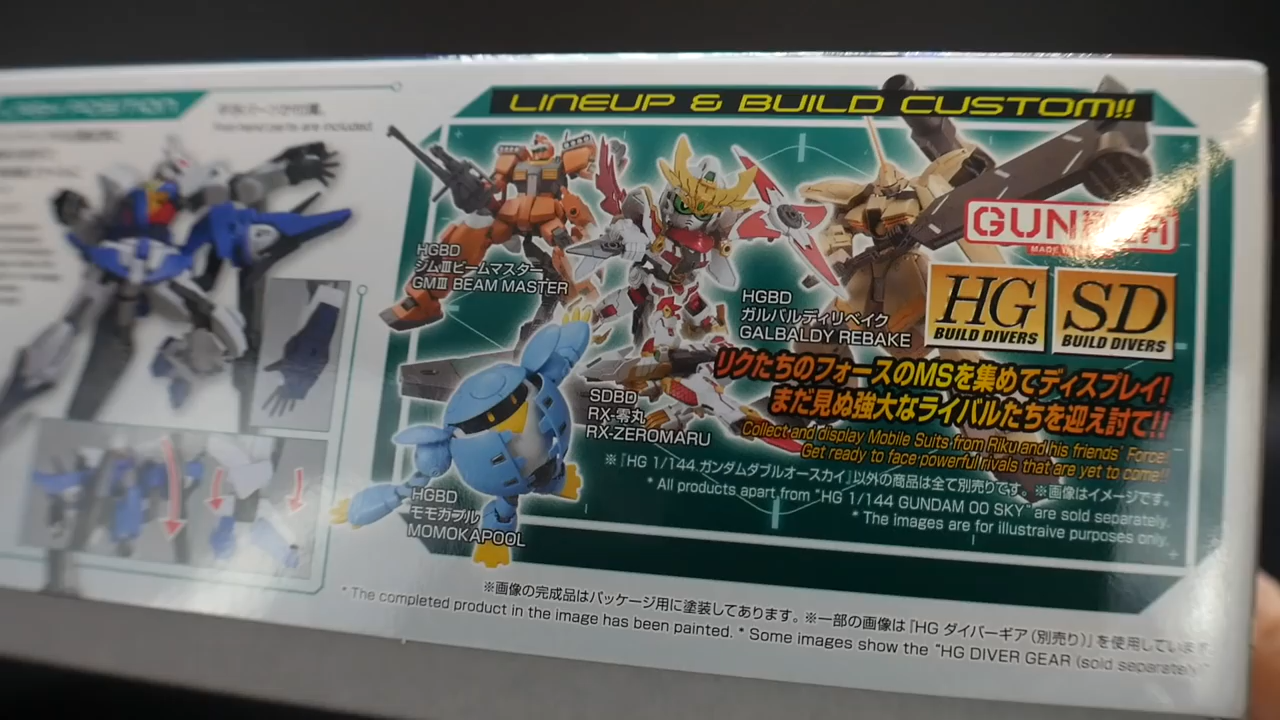 are included.
LINEUP & BUILD CUSTOM!!
HGBD
ジムⅢビームマスター
GMⅢ BEAM MASTER
HGBD
ガルバルディリベイク
GALBALDY REBAKE
GUNPLA
HG
BUILD DIVERS
SD
BUILD DIVERS
リクたちのフォースのMSを集めてディスプレイ!
まだ見ぬ強大なライバルたちを迎え討て!!
Collect and display Mobile Suits from Riku and his friends' Force!
Get ready to face powerful rivals that are yet to come!!
SDBD
RX-零丸
RX-ZEROMARU
HGBD
モモカプル
MOMOKAPOOL
※『HG 1/144 ガンダムダブルオースカイ』以外の商品は全て別売りです。※画像はイメージです。
* All products apart from "HG 1/144 GUNDAM 00 SKY" are sold separately.
* The images are for illustraive purposes only.
※画像の完成品はパッケージ用に塗装してあります。※一部の画像は『HG ダイバーギア(別売り)』を使用しています。
* The completed product in the image has been painted. * Some images show the "HG DIVER GEAR (sold separately)"